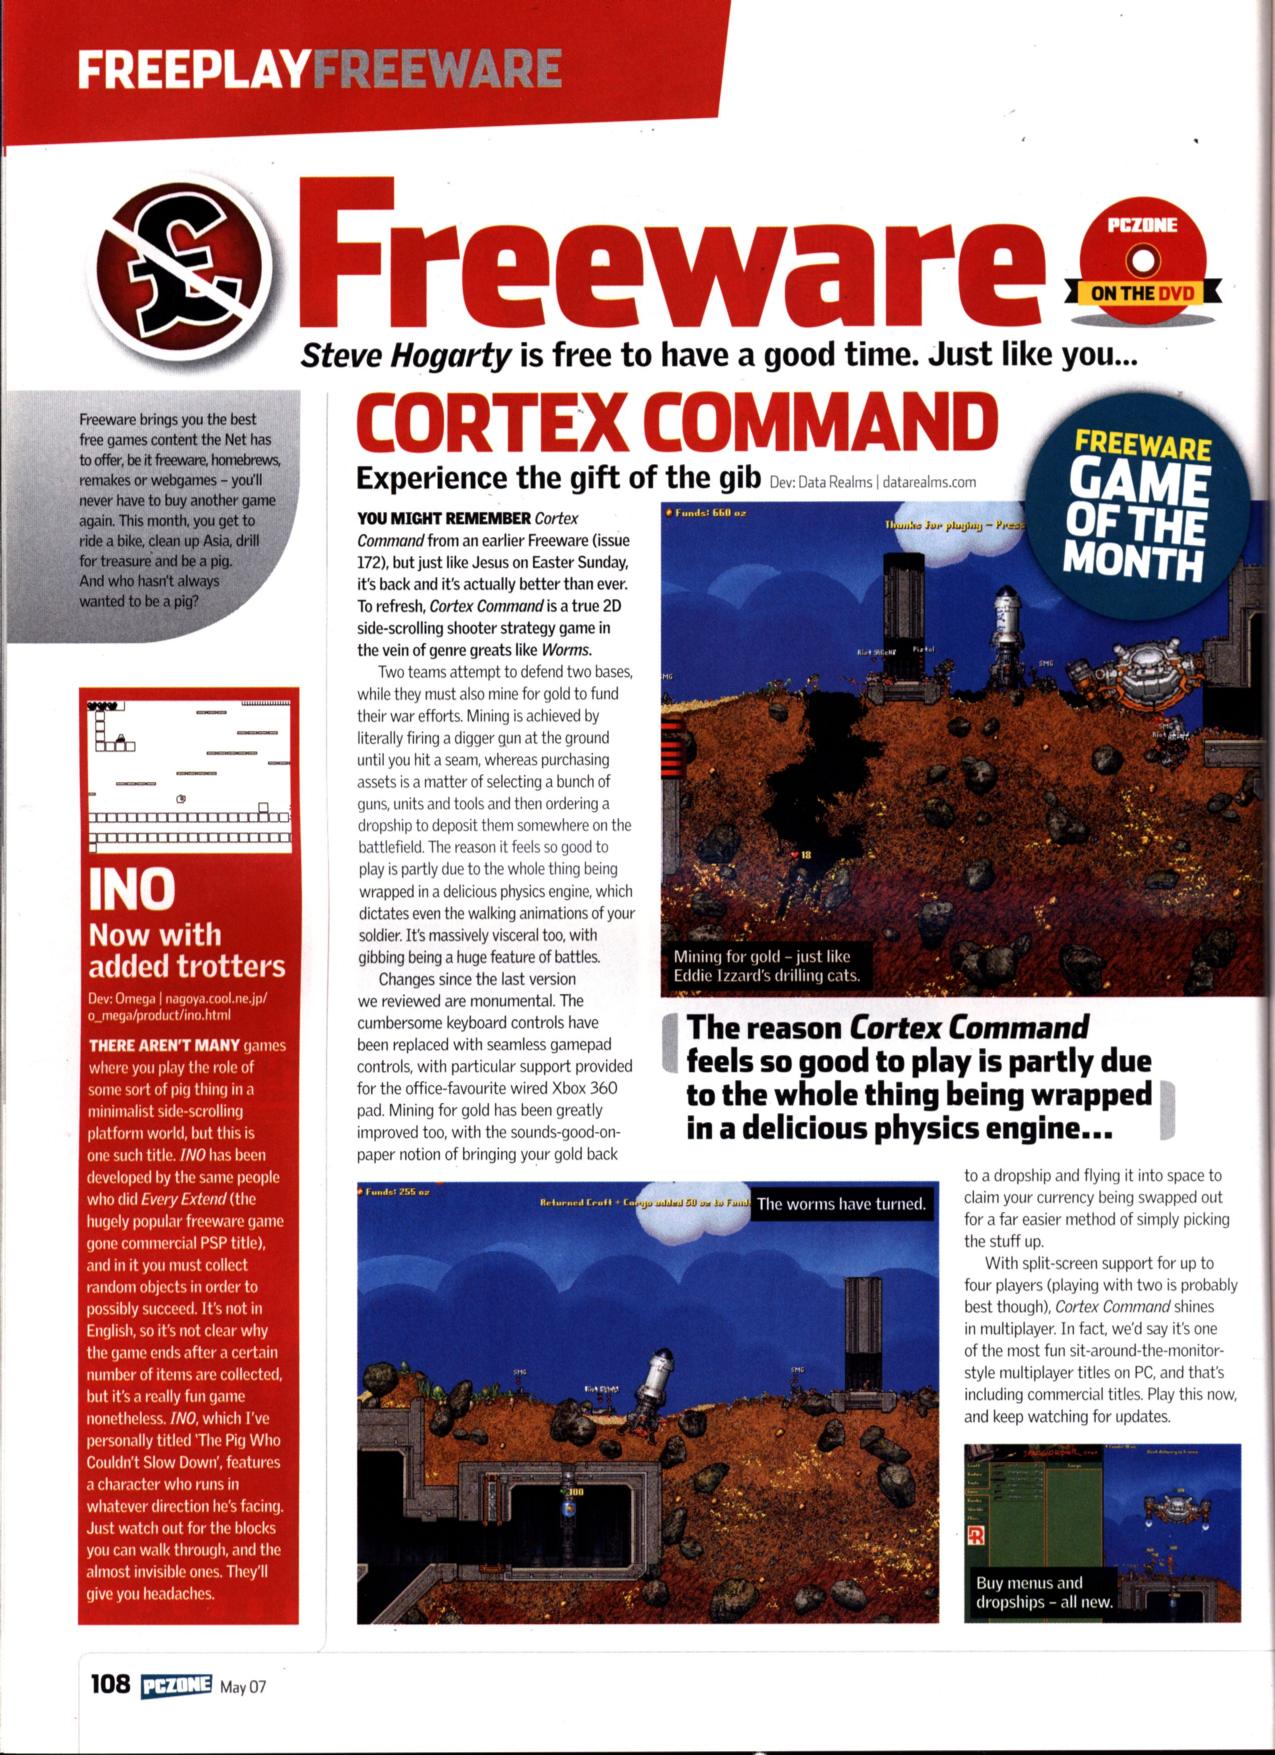 FREEPLAYFREEWARE
Freeware
PCZONE
ON THE DVD
Steve Hogarty is free to have a good time. Just like you...
Freeware brings you the best
free games content the Net has
to offer, be it freeware, homebrews,
remakes or webgames – you'll
never have to buy another game
again. This month, you get to
ride a bike, clean up Asia, drill
for treasure and be a pig.
And who hasn't always
wanted to be a pig?
INO
Now with
added trotters
Dev: Omega | nagoya.cool.ne.jp/
o_mega/product/ino.html
THERE AREN'T MANY games
where you play the role of
some sort of pig thing in a
minimalist side-scrolling
platform world, but this is
one such title. INO has been
developed by the same people
who did Every Extend (the
hugely popular freeware game
gone commercial PSP title),
and in it you must collect
random objects in order to
possibly succeed. It's not in
English, so it's not clear why
the game ends after a certain
number of items are collected,
but it's a really fun game
nonetheless. INO, which I've
personally titled 'The Pig Who
Couldn't Slow Down', features
a character who runs in
whatever direction he's facing.
Just watch out for the blocks
you can walk through, and the
almost invisible ones. They'll
give you headaches.
CORTEX COMMAND
Experience the gift of the gib Dev: Data Realms | datarealms.com
FREEWARE
GAME
OF THE
MONTH
YOU MIGHT REMEMBER Cortex
Command from an earlier Freeware (issue
172), but just like Jesus on Easter Sunday,
it's back and it's actually better than ever.
To refresh, Cortex Command is a true 2D
side-scrolling shooter strategy game in
the vein of genre greats like Worms.
Two teams attempt to defend two bases,
while they must also mine for gold to fund
their war efforts. Mining is achieved by
literally firing a digger gun at the ground
until you hit a seam, whereas purchasing
assets is a matter of selecting a bunch of
guns, units and tools and then ordering a
dropship to deposit them somewhere on the
battlefield. The reason it feels so good to
play is partly due to the whole thing being
wrapped in a delicious physics engine, which
dictates even the walking animations of your
soldier. It's massively visceral too, with
gibbing being a huge feature of battles.
Changes since the last version
we reviewed are monumental. The
cumbersome keyboard controls have
been replaced with seamless gamepad
controls, with particular support provided
for the office-favourite wired Xbox 360
pad. Mining for gold has been greatly
improved too, with the sounds-good-on-
paper notion of bringing your gold back
Funds: 660 oz
Thanks for playing – Press
Pistol
SMG
SMG
SMG
18
Mining for gold – just like
Eddie Izzard's drilling cats.
The reason Cortex Command
feels so good to play is partly due
to the whole thing being wrapped
in a delicious physics engine...
Funds: 255 oz
Returned Craft + Cargo added 50 oz to Fund
The worms have turned.
SMG
SMG
100
to a dropship and flying it into space to
claim your currency being swapped out
for a far easier method of simply picking
the stuff up.
With split-screen support for up to
four players (playing with two is probably
best though), Cortex Command shines
in multiplayer. In fact, we'd say it's one
of the most fun sit-around-the-monitor-
style multiplayer titles on PC, and that's
including commercial titles. Play this now,
and keep watching for updates.
Buy menus and
dropships – all new.
108 PCZONE May 07